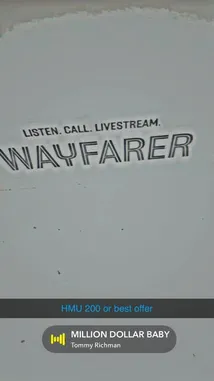 LISTEN. CALL. LIVESTREAM.
WAYFARER
HMU 200 or best offer
MILLION DOLLAR BABY
Tommy Richman